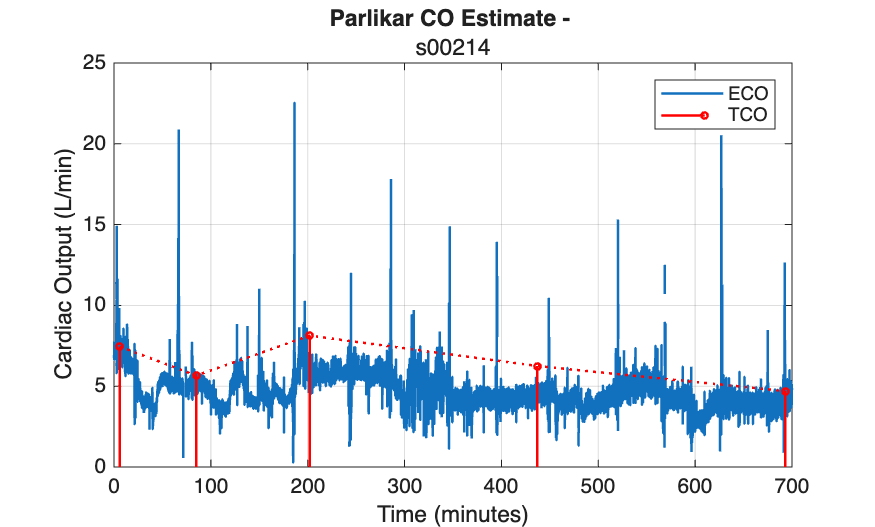 Parlikar CO Estimate -
s00214
25
20
15
10
5
0
Cardiac Output (L/min)
ECO
TCO
0 100 200 300 400 500 600 700
Time (minutes)